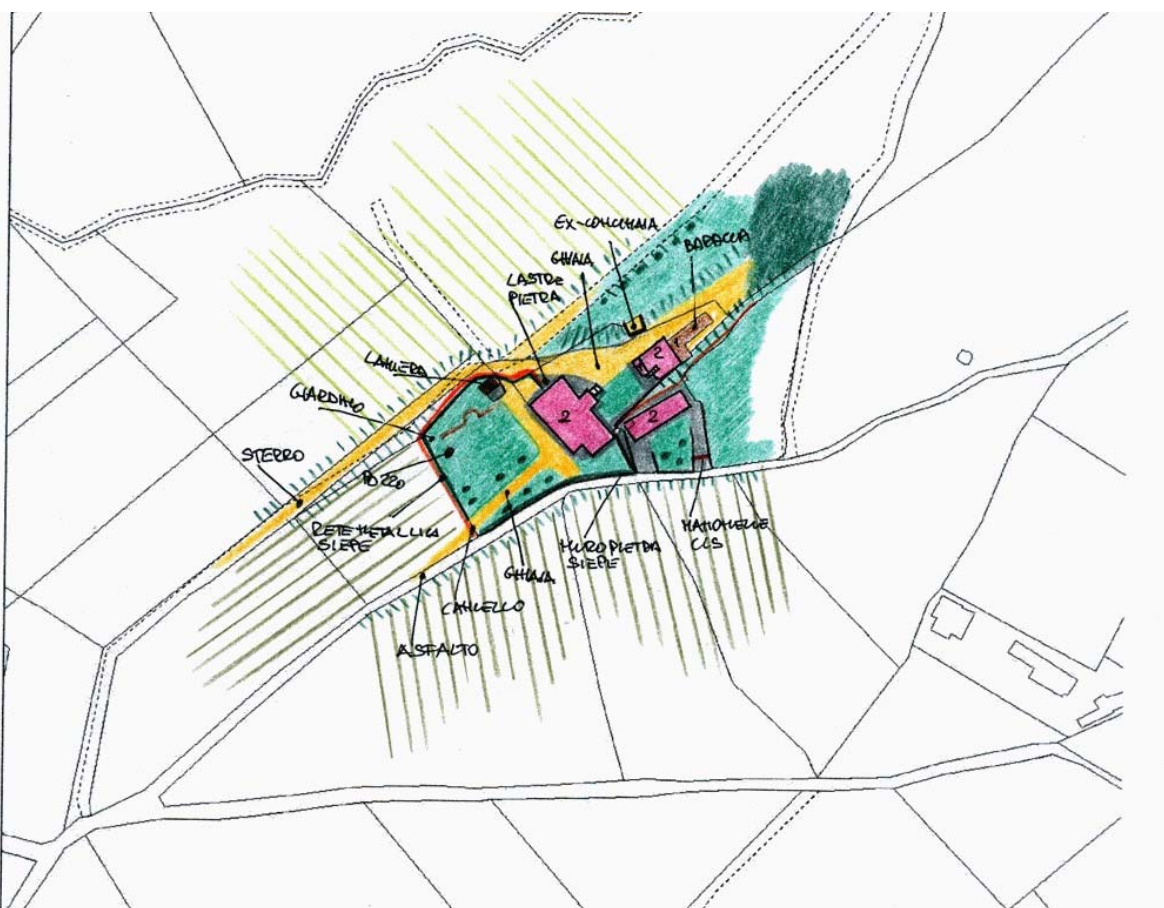 EX-CONCIMAIA
GHIAIA
BARACCA
LASTRE
PIETRA
LAMIERA
GIARDINO
STERRO
POZZO
RETE METALLICA
SIEPE
2
2
2
GHIAIA
MURO PIETRA
SIEPE
MATTONELLE
CLS
CANCELLO
ASFALTO